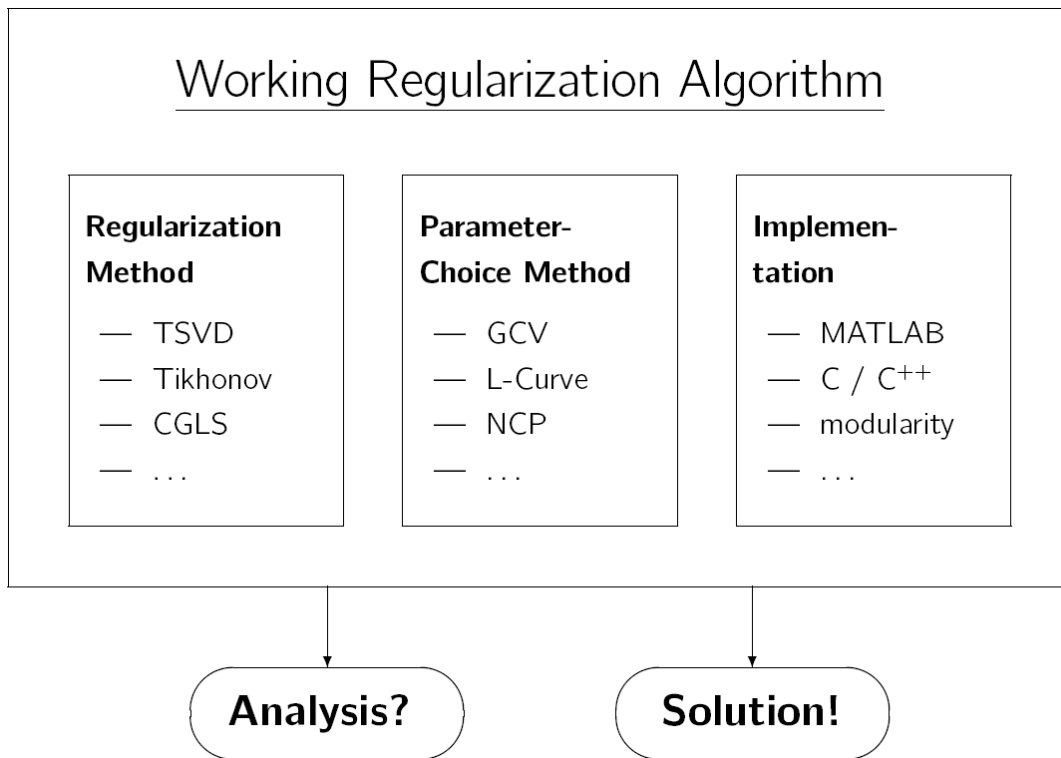 Working Regularization Algorithm
Regularization
Method
— TSVD
— Tikhonov
— CGLS
— . . .
Parameter-
Choice Method
— GCV
— L-Curve
— NCP
— . . .
Implemen-
tation
— MATLAB
— C / C++
— modularity
— . . .
Analysis?
Solution!